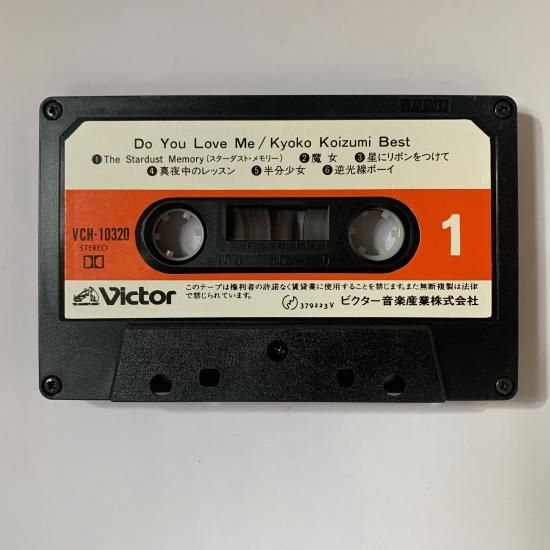 JAPAN
Do You Love Me / Kyoko Koizumi Best
❶The Stardust Memory (スターダスト・メモリー) ❷魔女 ❸星にリボンをつけて
❹真夜中のレッスン ❺半分少女 ❻逆光線ボーイ
VCH-10320
STEREO
1
100 50 0
Victor
このテープは権利者の許諾なく賃貸業に使用することを禁じます。また無断複製は法律
で禁じられています。
379223V ビクター音楽産業株式会社